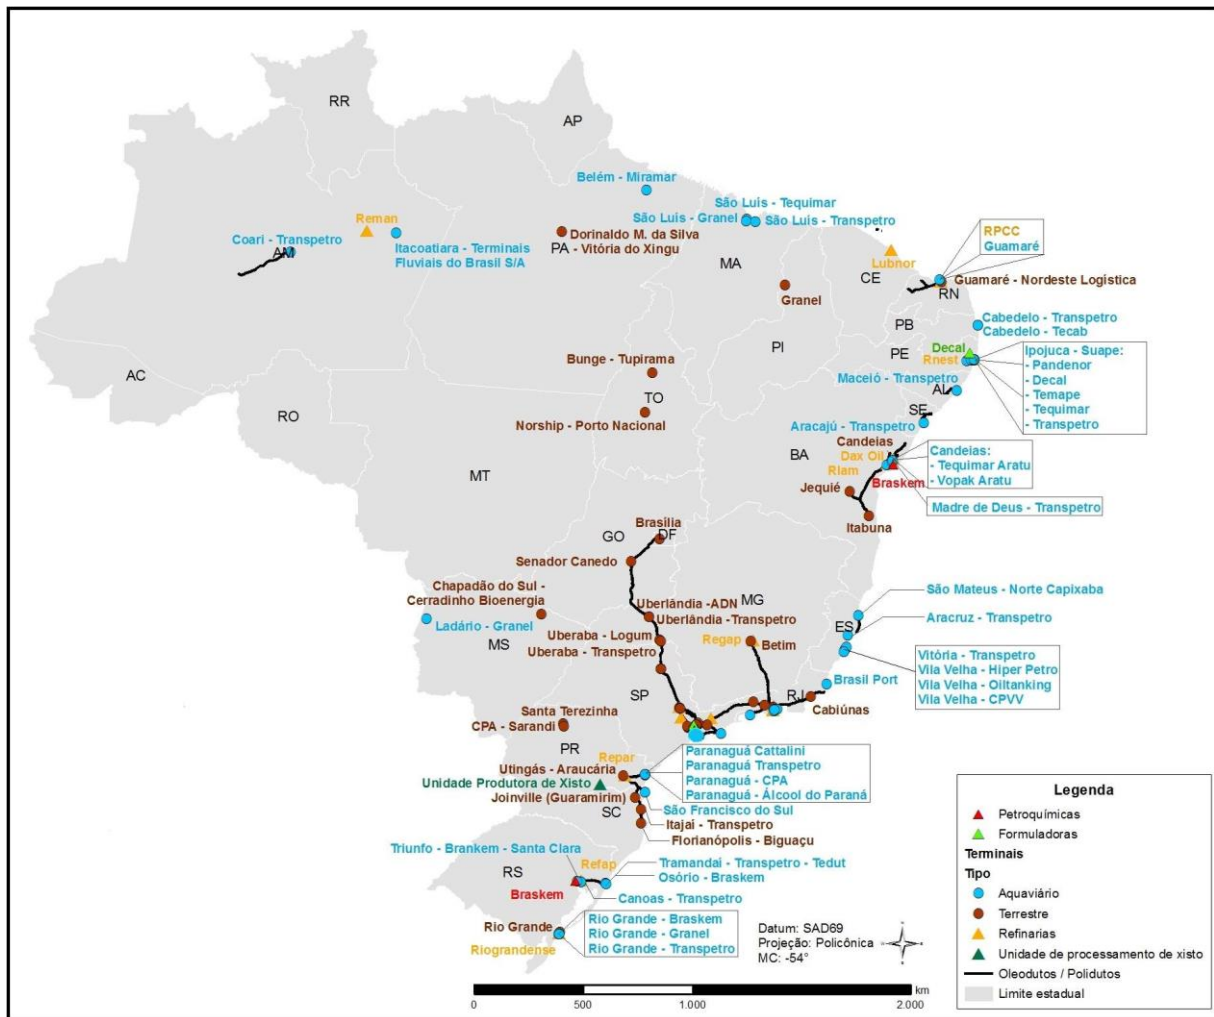 RR
AP
Belém - Miramar
São Luis - Tequimar
São Luis - Granel
São Luis - Transpetro
Reman
Coari - Transpetro
AM
Itacoatiara - Terminais
Fluviais do Brasil S/A
Dorinaldo M. da Silva
PA - Vitória do Xingu
MA
CE
Lubnor
RPCC
Guamaré
Guamaré - Nordeste Logística
RN
Granel
PB
Cabedelo - Transpetro
Cabedelo - Tecab
PI
PE
Decal
Rnest
Ipojuca - Suape:
- Pandenor
- Decal
- Temape
- Tequimar
- Transpetro
Bunge - Tupirama
AC
TO
Maceió - Transpetro
AL
RO
SE
Norship - Porto Nacional
Aracajú - Transpetro
Candeias
BA
Dax Oil
Rlam
Candeias:
- Tequimar Aratu
- Vopak Aratu
MT
Braskem
Jequié
Madre de Deus - Transpetro
Itabuna
Brasília
GO
DF
Senador Canedo
Chapadão do Sul -
Cerradinho Bioenergia
São Mateus - Norte Capixaba
Uberlândia -ADN
MG
Uberlândia -Transpetro
Ladário - Granel
Aracruz - Transpetro
ES
Uberaba - Logum
Uberaba - Transpetro
Regap
Betim
MS
Vitória - Transpetro
Vila Velha - Hiper Petro
Vila Velha - Oiltanking
Vila Velha - CPVV
Brasil Port
SP
RJ
Cabiúnas
Santa Terezinha
CPA - Sarandi
PR
Repar
Paranaguá Cattalini
Paranaguá Transpetro
Paranaguá - CPA
Paranaguá - Álcool do Paraná
Utingás - Araucária
Unidade Produtora de Xisto
Joinville (Guaramirim)
São Francisco do Sul
SC
Itajaí - Transpetro
Florianópolis - Biguaçu
Triunfo - Brankem - Santa Clara
Refap
Tramandaí - Transpetro - Tedut
Osório - Braskem
RS
Braskem
Canoas - Transpetro
Rio Grande
Riograndense
Rio Grande - Braskem
Rio Grande - Granel
Rio Grande - Transpetro
Datum: SAD69
Projeção: Policônica
MC: -54°
km
0 500 1.000 2.000
Legenda
Petroquímicas
Formuladoras
Terminais
Tipo
Aquaviário
Terrestre
Refinarias
Unidade de processamento de xisto
Oleodutos / Polidutos
Limite estadual